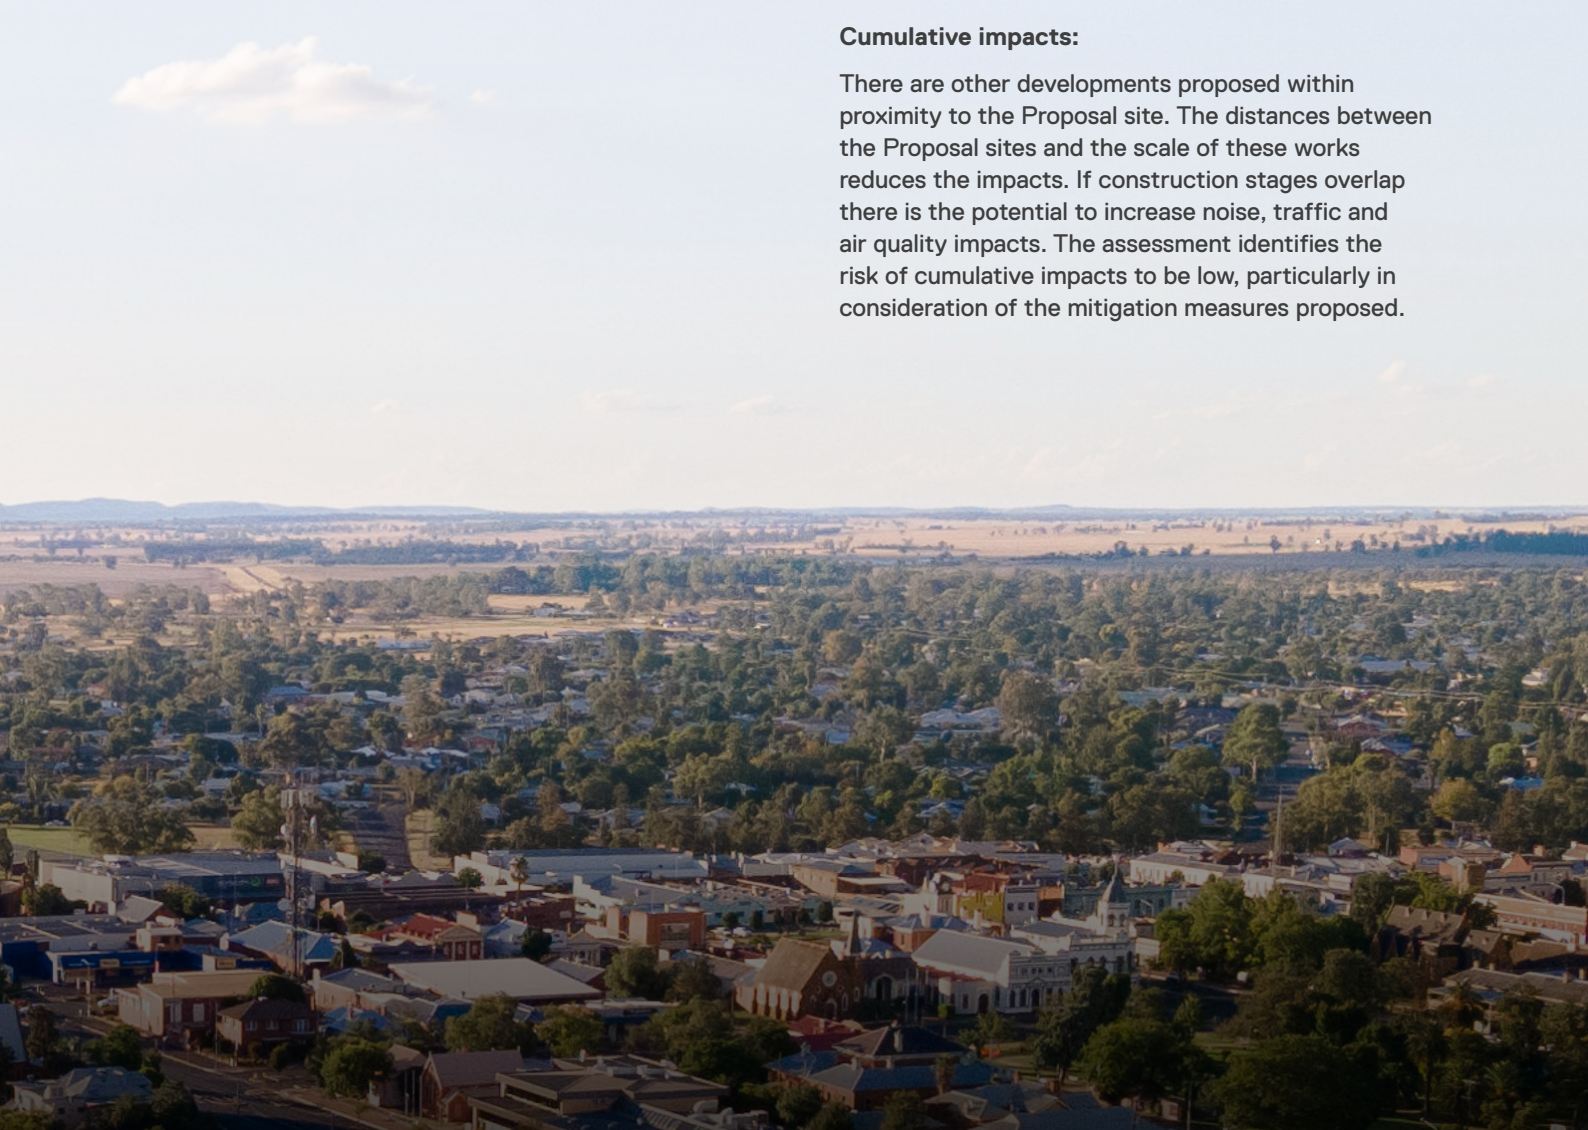 Cumulative impacts:
There are other developments proposed within
proximity to the Proposal site. The distances between
the Proposal sites and the scale of these works
reduces the impacts. If construction stages overlap
there is the potential to increase noise, traffic and
air quality impacts. The assessment identifies the
risk of cumulative impacts to be low, particularly in
consideration of the mitigation measures proposed.